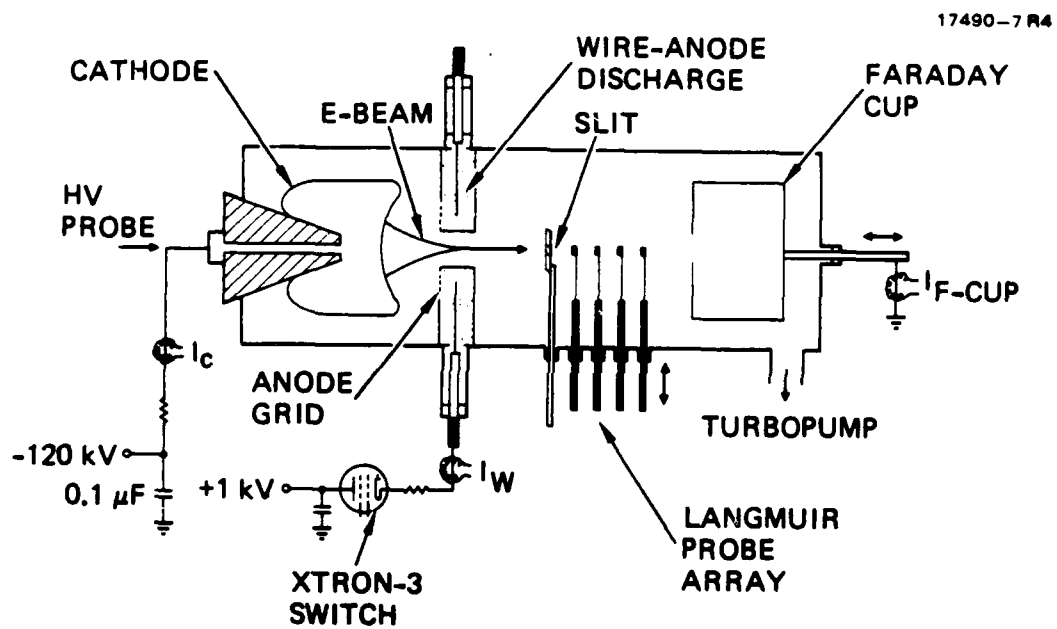 17490-7 R4
CATHODE
E-BEAM
WIRE-ANODE
DISCHARGE
SLIT
FARADAY
CUP
HV
PROBE
I_C
I_F-CUP
ANODE
GRID
TURBOPUMP
-120 kV
0.1 μF
+1 kV
I_W
XTRON-3
SWITCH
LANGMUIR
PROBE
ARRAY